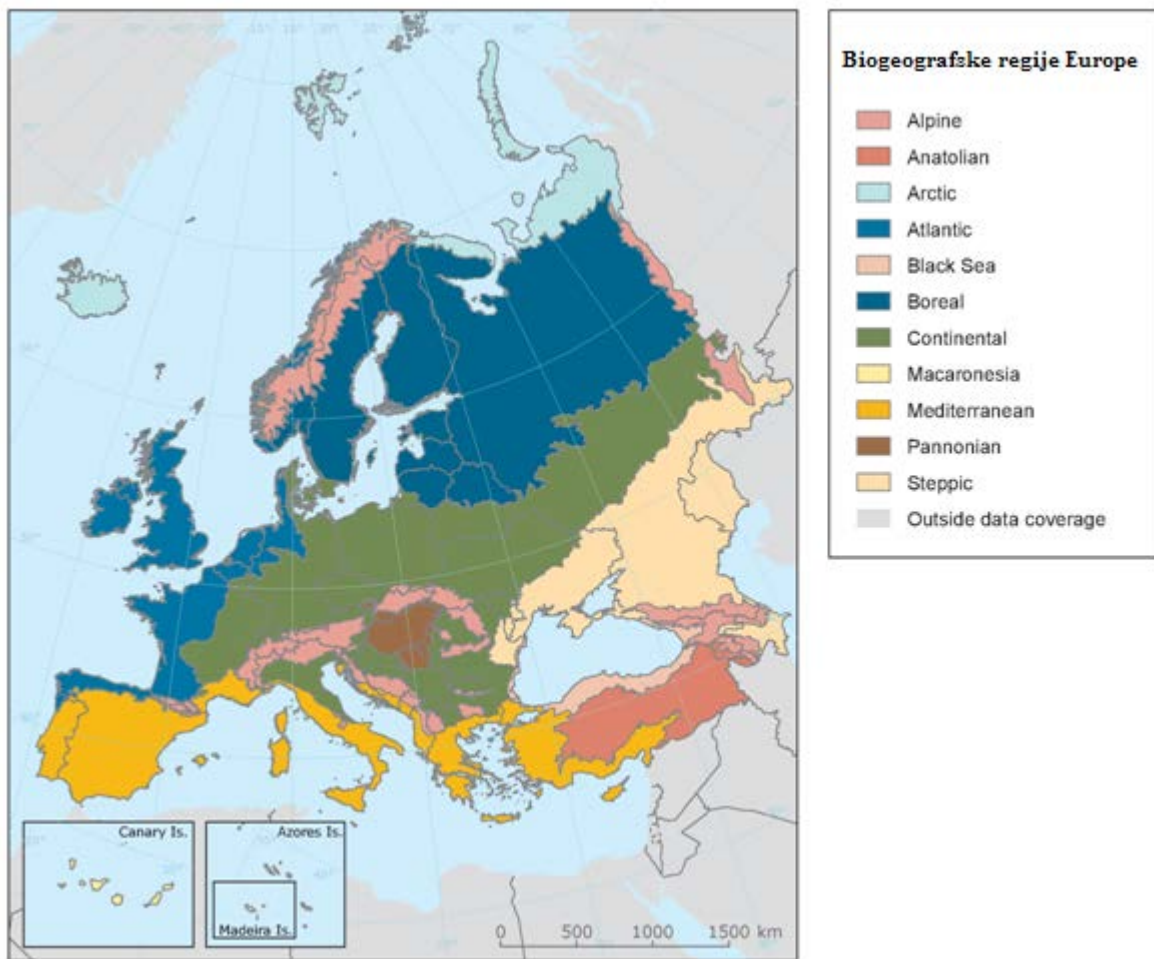 Biogeografske regije Europe
Alpine
Anatolian
Arctic
Atlantic
Black Sea
Boreal
Continental
Macaronesia
Mediterranean
Pannonian
Steppic
Outside data coverage
Canary Is.
Azores Is.
Madeira Is.
0 500 1000 1500 km